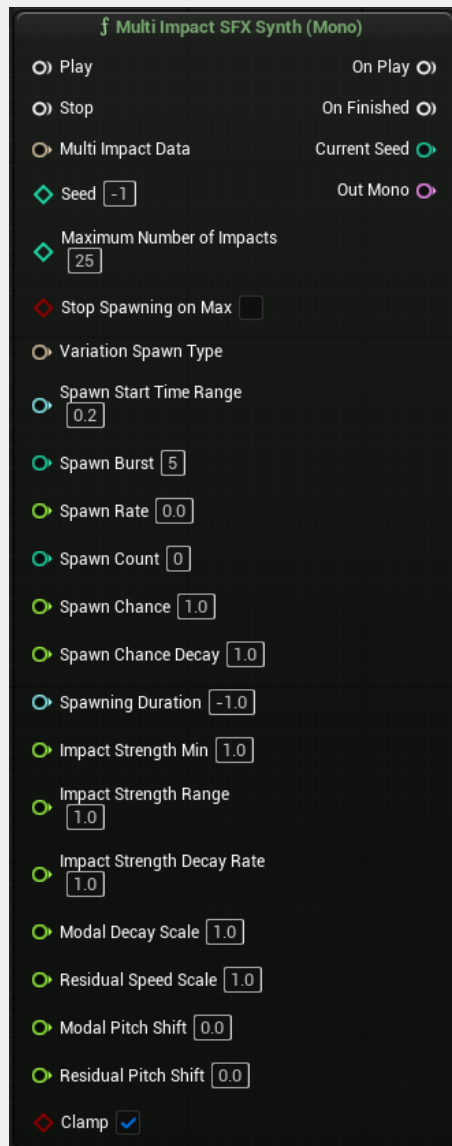 f Multi Impact SFX Synth (Mono)
Play On Play
Stop On Finished
Multi Impact Data Current Seed
Seed -1 Out Mono
Maximum Number of Impacts
25
Stop Spawning on Max
Variation Spawn Type
Spawn Start Time Range
0.2
Spawn Burst 5
Spawn Rate 0.0
Spawn Count 0
Spawn Chance 1.0
Spawn Chance Decay 1.0
Spawning Duration -1.0
Impact Strength Min 1.0
Impact Strength Range
1.0
Impact Strength Decay Rate
1.0
Modal Decay Scale 1.0
Residual Speed Scale 1.0
Modal Pitch Shift 0.0
Residual Pitch Shift 0.0
Clamp